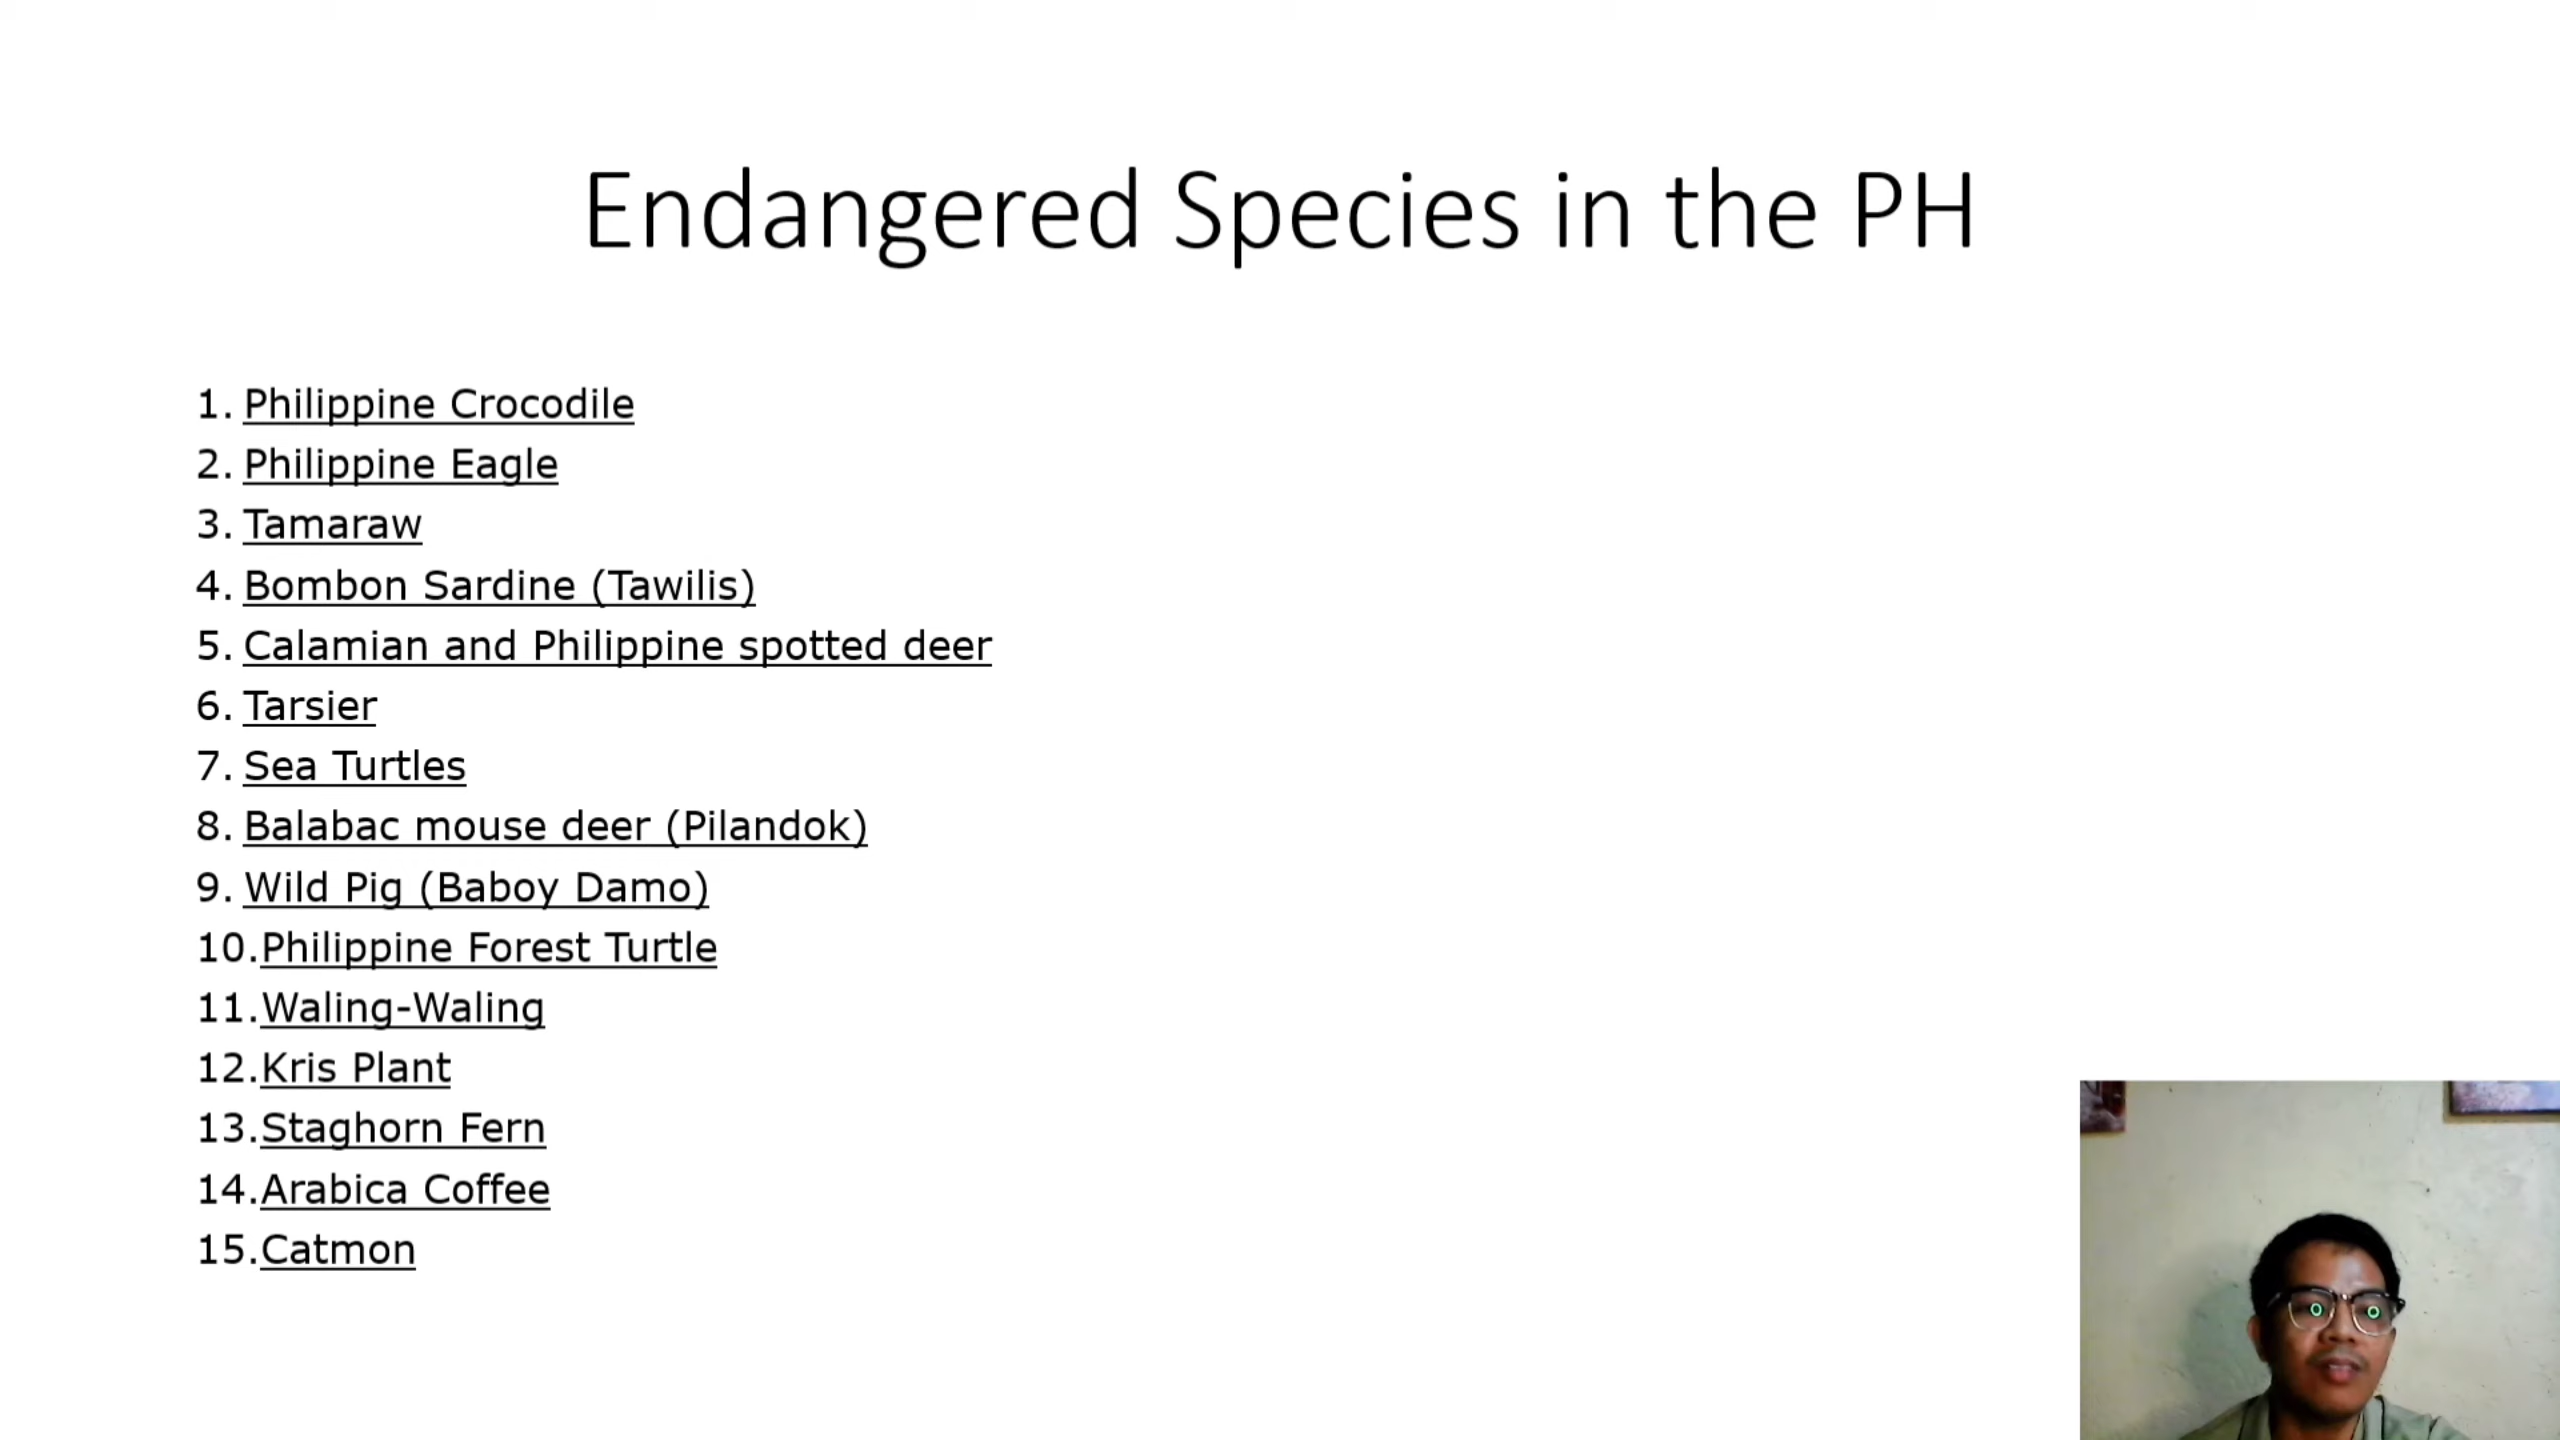 Endangered Species in the PH
1. Philippine Crocodile
2. Philippine Eagle
3. Tamaraw
4. Bombon Sardine (Tawilis)
5. Calamian and Philippine spotted deer
6. Tarsier
7. Sea Turtles
8. Balabac mouse deer (Pilandok)
9. Wild Pig (Baboy Damo)
10.Philippine Forest Turtle
11.Waling-Waling
12.Kris Plant
13.Staghorn Fern
14.Arabica Coffee
15.Catmon